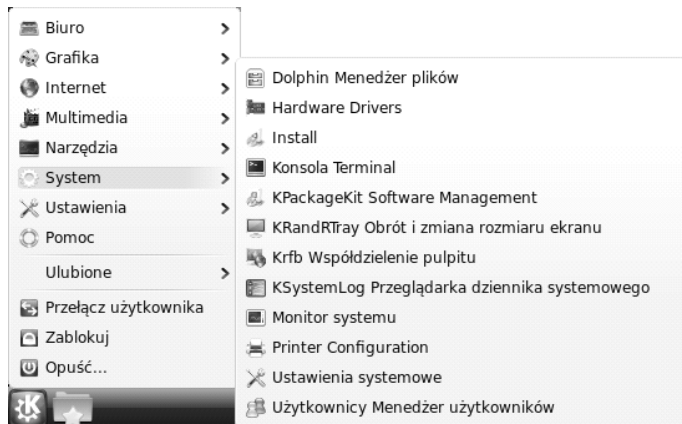 Biuro
Grafika
Internet
Multimedia
Narzędzia
System
Ustawienia
Pomoc
Ulubione
Przełącz użytkownika
Zablokuj
Opuść...
Dolphin Menedżer plików
Hardware Drivers
Install
Konsola Terminal
KPackageKit Software Management
KRandRTray Obrót i zmiana rozmiaru ekranu
Krfb Współdzielenie pulpitu
KSystemLog Przeglądarka dziennika systemowego
Monitor systemu
Printer Configuration
Ustawienia systemowe
Użytkownicy Menedżer użytkowników